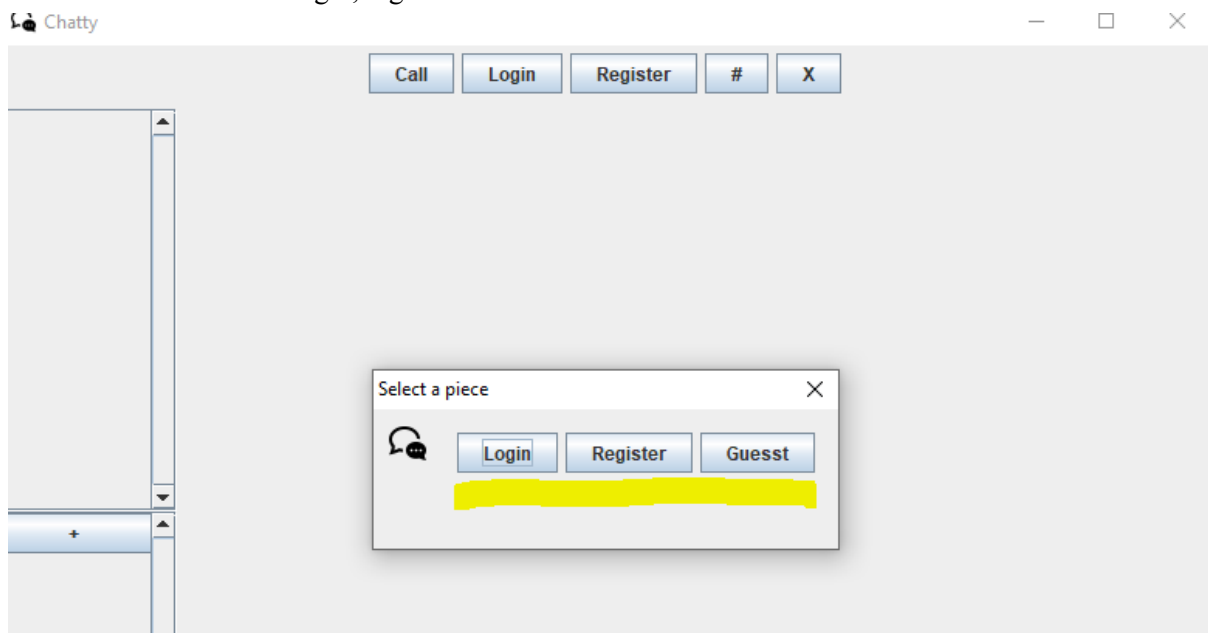 Chatty
Call Login Register # X
Select a piece
Login Register Guesst
+